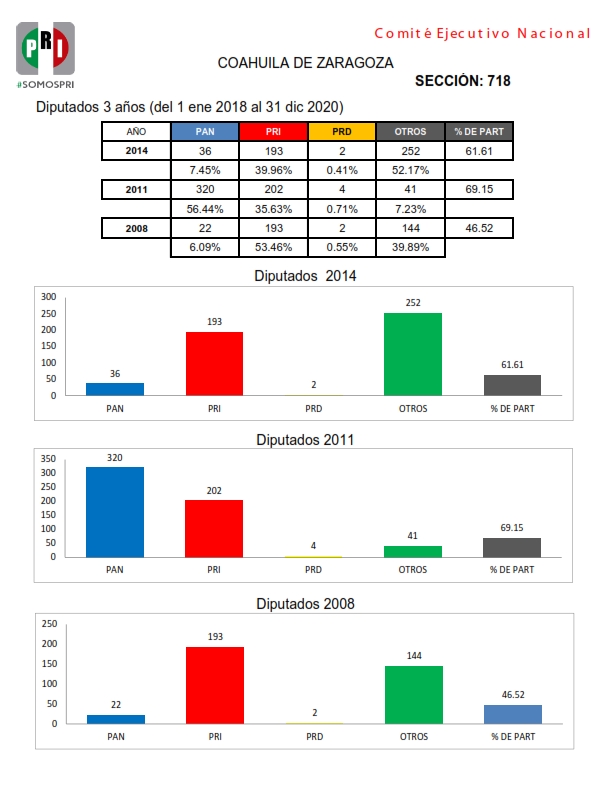 PRI
#SOMOSPRI
Comité Ejecutivo Nacional
COAHUILA DE ZARAGOZA
SECCIÓN: 718
Diputados 3 años (del 1 ene 2018 al 31 dic 2020)
AÑO PAN PRI PRD OTROS % DE PART
2014 36 193 2 252 61.61
7.45% 39.96% 0.41% 52.17%
2011 320 202 4 41 69.15
56.44% 35.63% 0.71% 7.23%
2008 22 193 2 144 46.52
6.09% 53.46% 0.55% 39.89%
Diputados 2014
300
250
200
150
100
50
0
36 193 2 252 61.61
PAN PRI PRD OTROS % DE PART
Diputados 2011
350
300
250
200
150
100
50
0
320 202 4 41 69.15
PAN PRI PRD OTROS % DE PART
Diputados 2008
250
200
150
100
50
0
22 193 2 144 46.52
PAN PRI PRD OTROS % DE PART